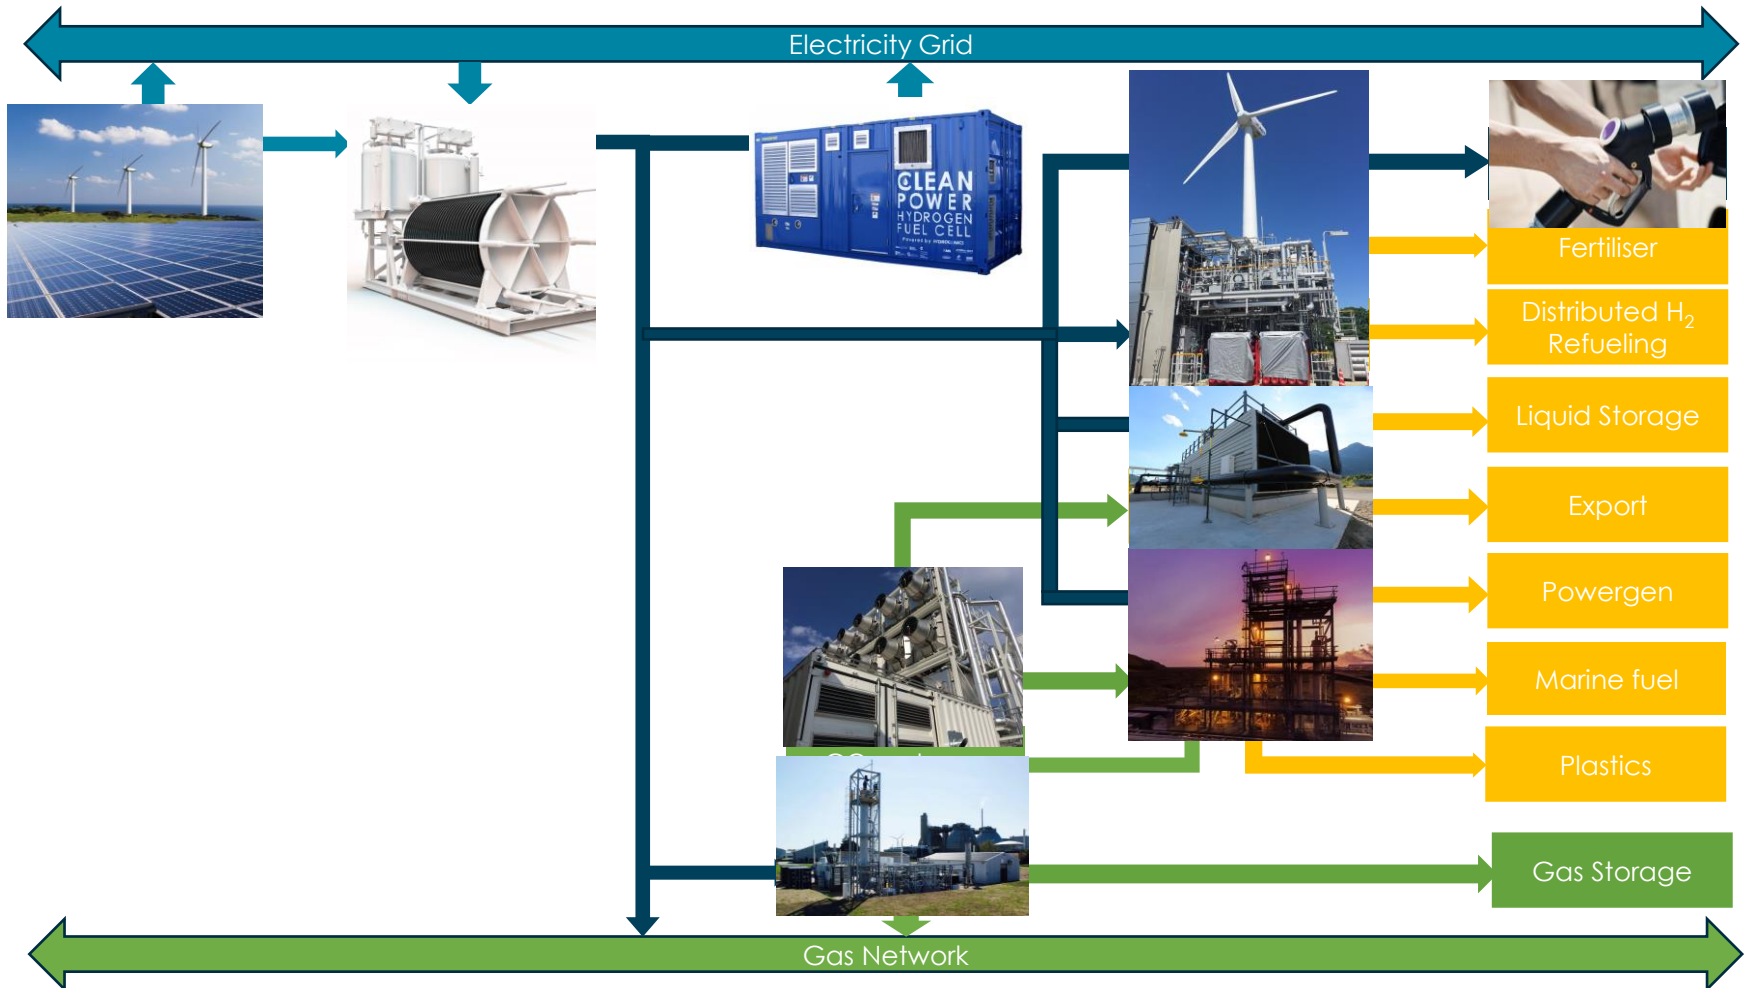 Electricity Grid
CLEAN
POWER
HYDROGEN
FUEL CELL
Fertiliser
Distributed H₂
Refueling
Liquid Storage
Export
Powergen
Marine fuel
Plastics
Gas Storage
Gas Network